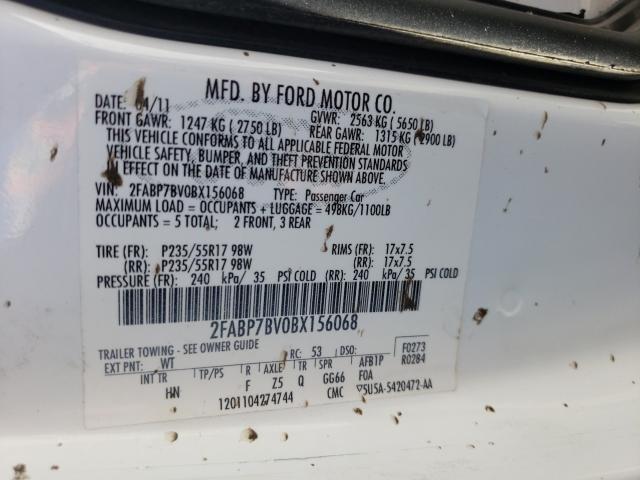 MFD. BY FORD MOTOR CO.
DATE: 04/11 GVWR: 2563 KG ( 5650 LB)
FRONT GAWR: 1247 KG ( 2750 LB) REAR GAWR: 1315 KG ( 2900 LB)
THIS VEHICLE CONFORMS TO ALL APPLICABLE FEDERAL MOTOR
VEHICLE SAFETY, BUMPER, AND THEFT PREVENTION STANDARDS
IN EFFECT ON THE DATE OF MANUFACTURE SHOWN ABOVE.
VIN: 2FABP7BV0BX156068 TYPE: Passenger Car
MAXIMUM LOAD = OCCUPANTS + LUGGAGE = 498KG/1100LB
OCCUPANTS = 5 TOTAL; 2 FRONT, 3 REAR
TIRE (FR): P235/55R17 98W RIMS (FR): 17x7.5
(RR): P235/55R17 98W (RR): 17x7.5
PRESSURE (FR): 240 kPa/ 35 PSI COLD (RR): 240 kPa/ 35 PSI COLD
2FABP7BV0BX156068
TRAILER TOWING - SEE OWNER GUIDE F0273
EXT PNT: WT RC: 53 DSO: R0284
INT TR TP/PS R AXLE TR SPR AFB1P
HN F Z5 Q GG66 FOA
1201104274744 CMC 5U5A-5420472-AA